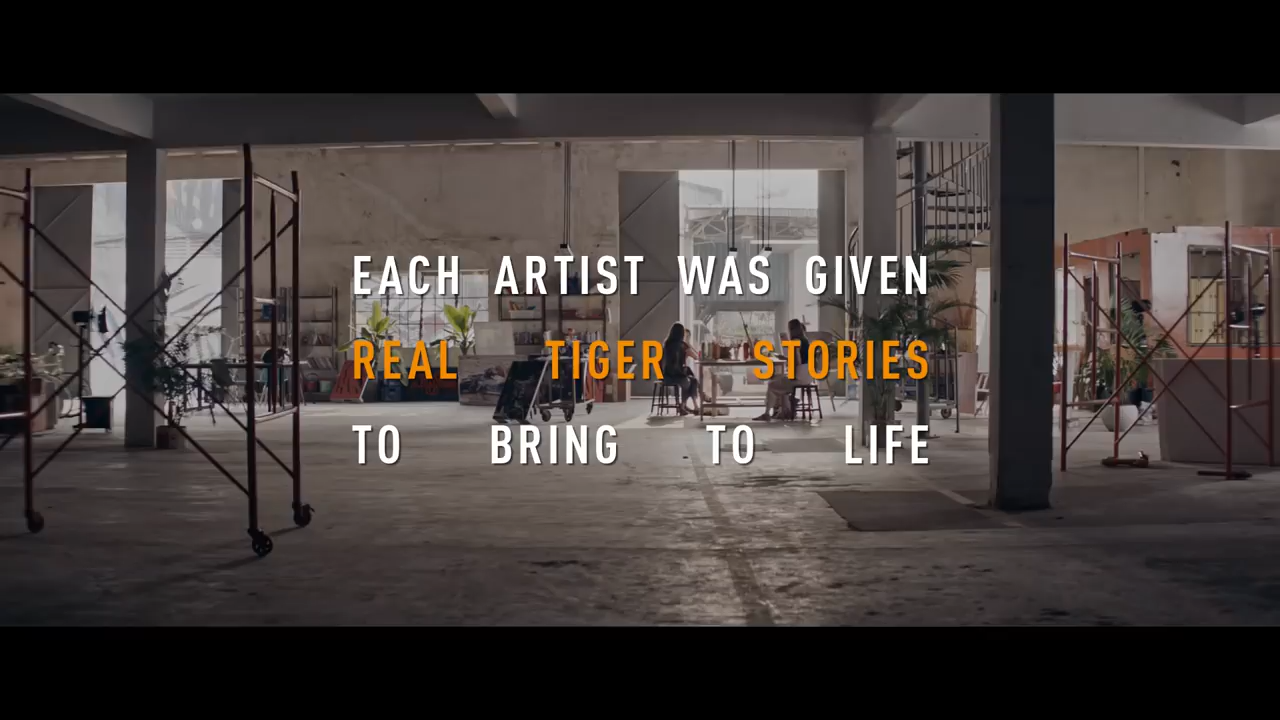 EACH ARTIST WAS GIVEN
REAL TIGER STORIES
TO BRING TO LIFE